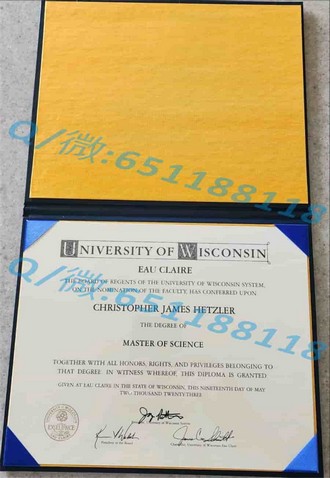 Q/微:651188118
UNIVERSITY OF WISCONSIN
EAU CLAIRE
THE BOARD OF REGENTS OF THE UNIVERSITY OF WISCONSIN SYSTEM,
ON THE NOMINATION OF THE FACULTY, HAS CONFERRED UPON
CHRISTOPHER JAMES HETZLER
THE DEGREE OF
MASTER OF SCIENCE
Q/微:651188118
TOGETHER WITH ALL HONORS, RIGHTS, AND PRIVILEGES BELONGING TO
THAT DEGREE. IN WITNESS WHEREOF, THIS DIPLOMA IS GRANTED
GIVEN AT EAU CLAIRE IN THE STATE OF WISCONSIN, THIS NINETEENTH DAY OF MAY
TWO-THOUSAND TWENTY-THREE